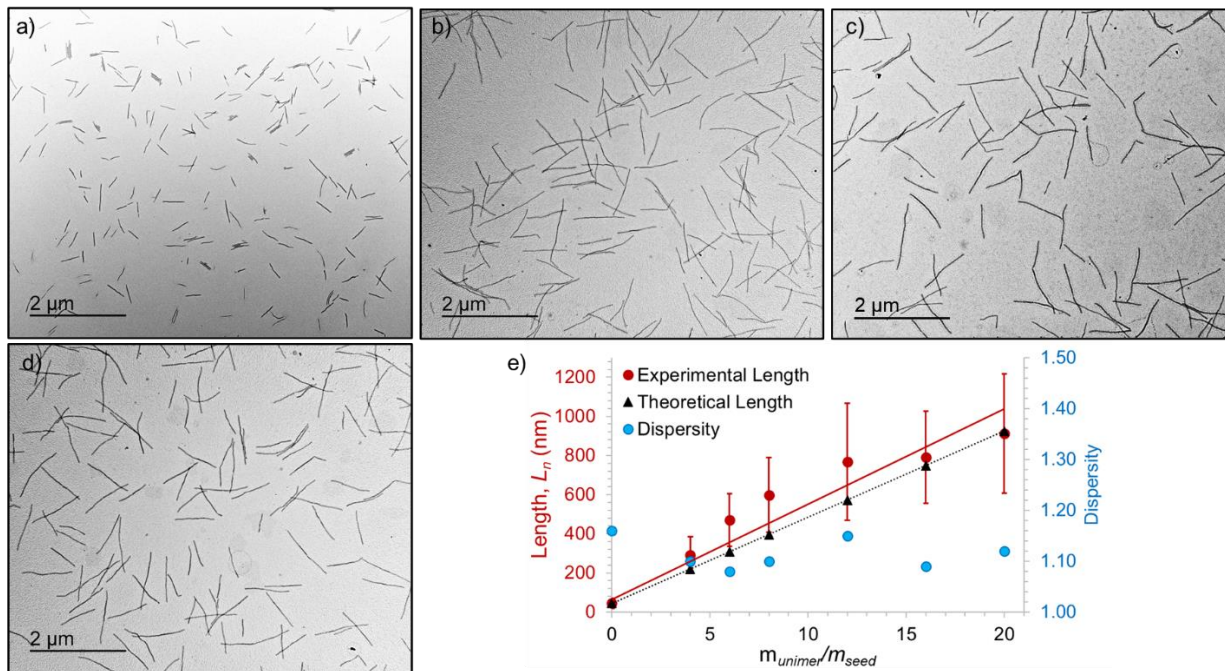 a)
2 μm
b)
2 μm
c)
2 μm
d)
2 μm
e)
Experimental Length
Theoretical Length
Dispersity
Length, Ln (nm)
1200
1000
800
600
400
200
0
1.50
1.40
1.30
1.20
1.10
1.00
Dispersity
0
5
10
15
20
munimer/mseed